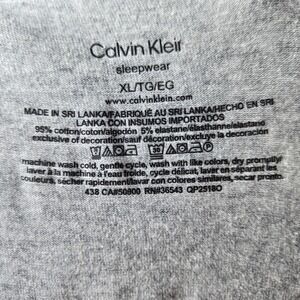 Calvin Klein
sleepwear
XL/TG/EG
www.calvinklein.com
MADE IN SRI LANKA/FABRIQUÉ AU SRI LANKA/HECHO EN SRI
LANKA CON INSUMOS IMPORTADOS
95% cotton/coton/algodón 5% elastane/élasthanne/elastano
exclusive of decoration/sauf décoration/excluye la decoración
machine wash cold, gentle cycle, wash with like colors, dry promptly/
laver à la machine à l'eau froide, cycle délicat, laver en séparant les
couleurs, sécher rapidement/lavar con colores similares, secar pronto
438 CA#50900 RN#36543 QP2518O